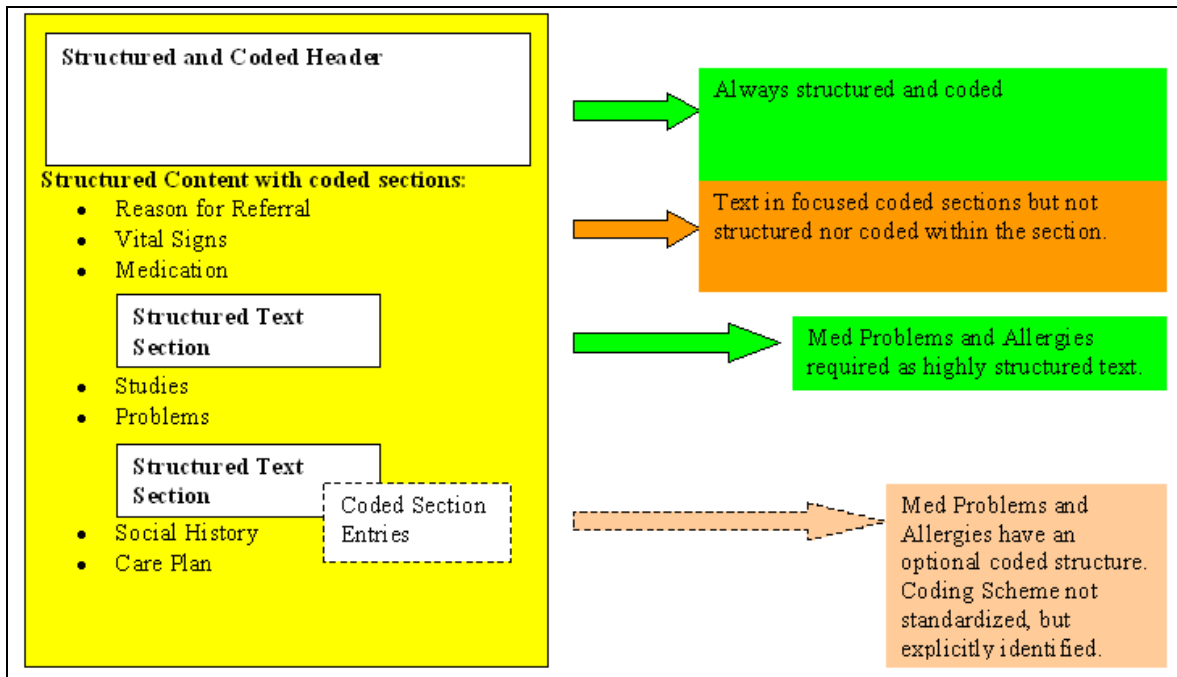 Structured and Coded Header
Structured Content with coded sections:
• Reason for Referral
• Vital Signs
• Medication
Structured Text
Section
• Studies
• Problems
Structured Text
Section
Coded Section
Entries
• Social History
• Care Plan
Always structured and coded
Text in focused coded sections but not
structured nor coded within the section.
Med Problems and Allergies
required as highly structured text.
Med Problems and
Allergies have an
optional coded structure.
Coding Scheme not
standardized, but
explicitly identified.